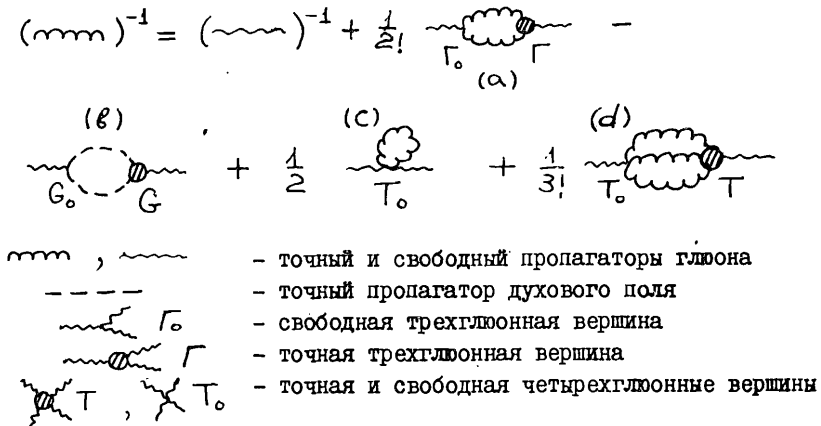 ( )⁻¹ = ( )⁻¹ + 1/2! Γ₀ Γ (a) −
(в) G₀ G + 1/2 (c) T₀ + 1/3! (d) T₀ T
, - точный и свободный пропагаторы глюона
- точный пропагатор духового поля
Γ₀ - свободная трехглюонная вершина
Γ - точная трехглюонная вершина
T , T₀ - точная и свободная четырехглюонные вершины